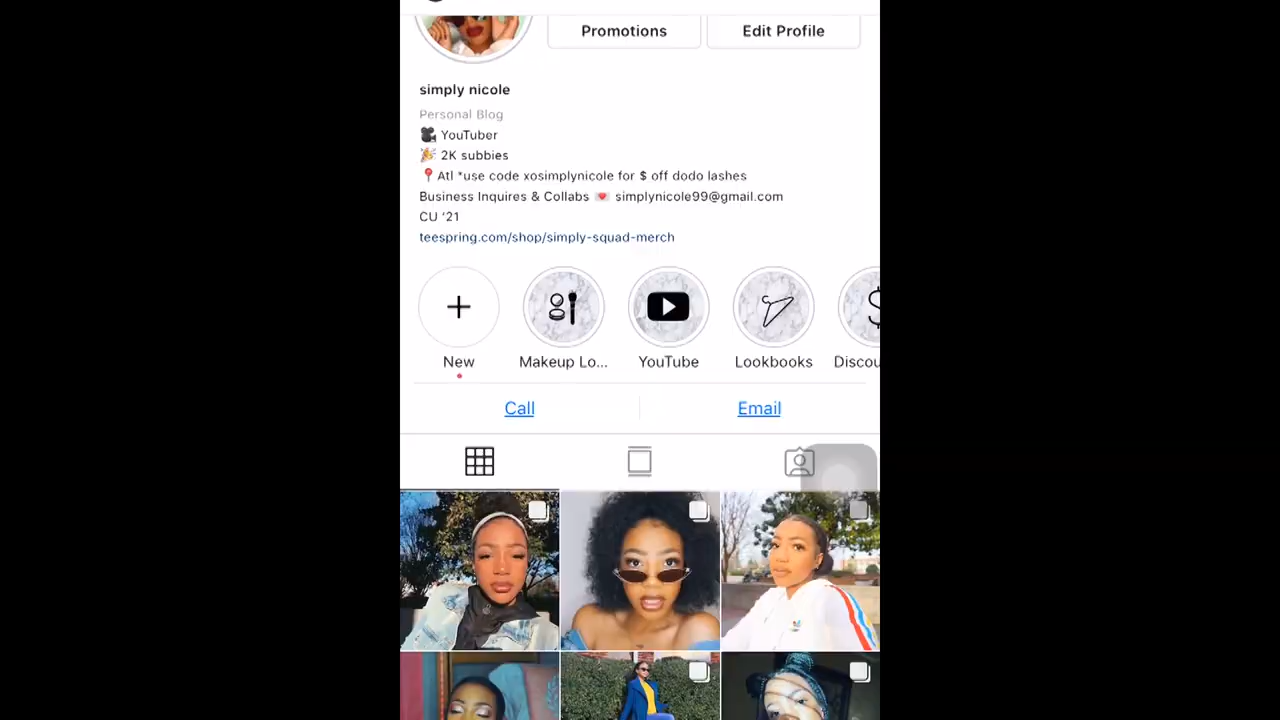 Promotions
Edit Profile
simply nicole
Personal Blog
🎥 YouTuber
🎉 2K subbies
📍Atl *use code xosimplynicole for $ off dodo lashes
Business Inquires & Collabs 💌 simplynicole99@gmail.com
CU ‘21
teespring.com/shop/simply-squad-merch
New
Makeup Lo...
YouTube
Lookbooks
Discou
Call
Email